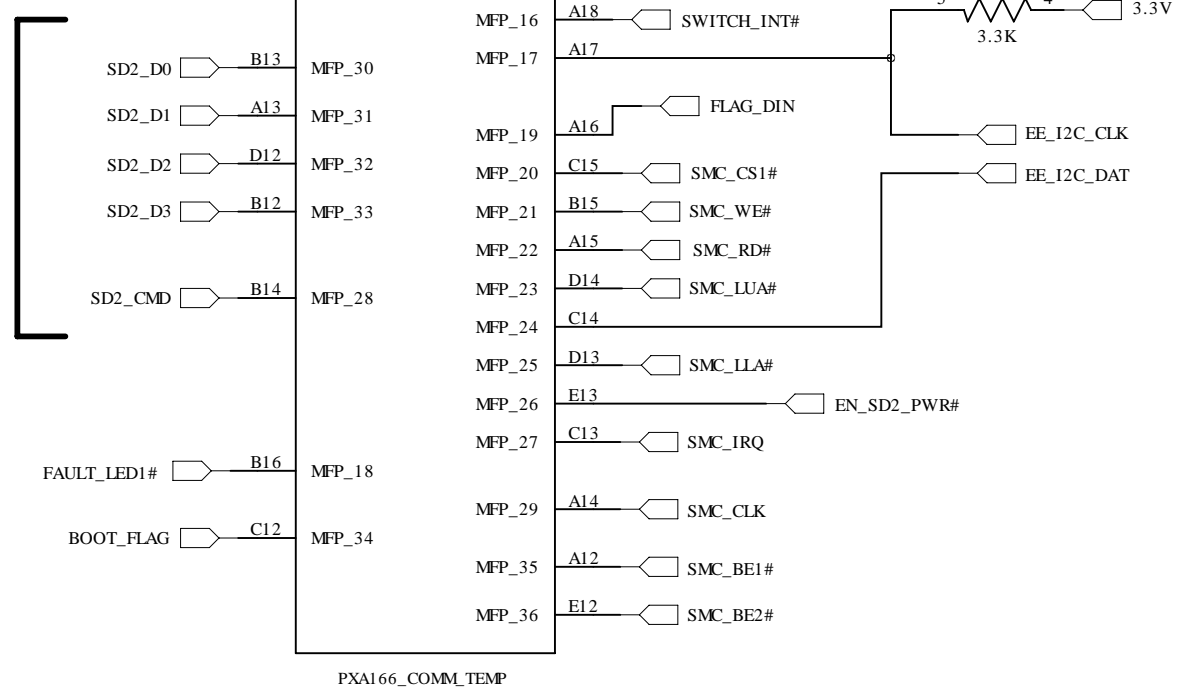 3 4 3.3V
3.3K
MFP_16 A18 SWITCH_INT#
MFP_17 A17
SD2_D0 B13 MFP_30
FLAG_DIN
SD2_D1 A13 MFP_31
MFP_19 A16 EE_I2C_CLK
SD2_D2 D12 MFP_32
MFP_20 C15 SMC_CS1# EE_I2C_DAT
SD2_D3 B12 MFP_33 MFP_21 B15 SMC_WE#
MFP_22 A15 SMC_RD#
MFP_23 D14 SMC_LUA#
SD2_CMD B14 MFP_28
MFP_24 C14
MFP_25 D13 SMC_LLA#
MFP_26 E13 EN_SD2_PWR#
MFP_27 C13 SMC_IRQ
FAULT_LED1# B16 MFP_18
MFP_29 A14 SMC_CLK
BOOT_FLAG C12 MFP_34
MFP_35 A12 SMC_BE1#
MFP_36 E12 SMC_BE2#
PXA166_COMM_TEMP